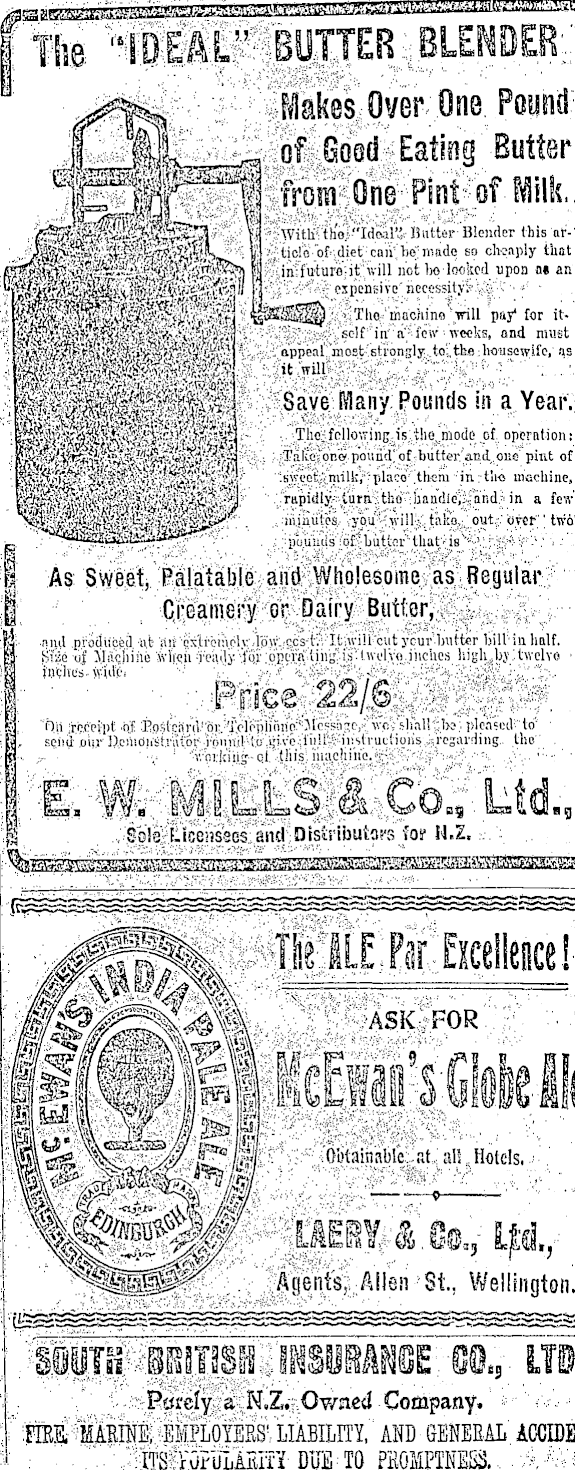 The "IDEAL" BUTTER BLENDER
Makes Over One Pound
of Good Eating Butter
from One Pint of Milk.
With the "Ideal" Butter Blender this ar-
ticle of diet can be made so cheaply that
in future it will not be looked upon as an
expensive necessity.
The machine will pay for it-
self in a few weeks, and must
appeal most strongly to the housewife, as
it will
Save Many Pounds in a Year.
The following is the mode of operation:
Take one pound of butter and one pint of
sweet milk, place them in the machine,
rapidly turn the handle, and in a few
minutes you will take out over two
pounds of butter that is
As Sweet, Palatable and Wholesome as Regular
Creamery or Dairy Butter,
and produced at an extremely low cost. It will cut your butter bill in half.
Size of Machine when ready for operating is twelve inches high by twelve
inches wide.
Price 22/6
On receipt of Postcard or Telephone Message, we shall be pleased to
send our Demonstrator round to give full instructions regarding the
working of this machine.
E. W. MILLS & Co., Ltd.,
Sole Licensees and Distributors for N.Z.
McEWAN'S INDIA PALE ALE
TRADE MARK
EDINBURGH
The ALE Par Excellence!
ASK FOR
McEwan's Globe Ale
Obtainable at all Hotels.
LAERY & Co., Ltd.,
Agents, Allen St., Wellington.
SOUTH BRITISH INSURANCE CO., LTD
Purely a N.Z. Owned Company.
FIRE, MARINE, EMPLOYERS' LIABILITY, AND GENERAL ACCIDE
ITS POPULARITY DUE TO PROMPTNESS.